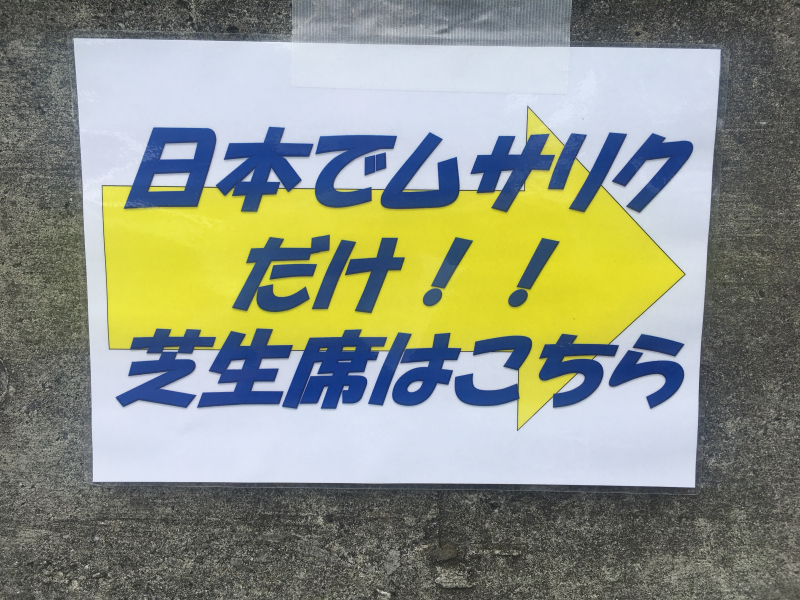 日本でムサリク
だけ！！
芝生席はこちら